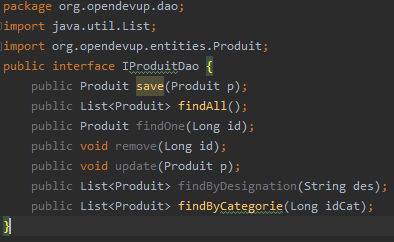 package org.opendevup.dao;
import java.util.List;
import org.opendevup.entities.Produit;
public interface IProduitDao {
public Produit save(Produit p);
public List<Produit> findAll();
public Produit findOne(Long id);
public void remove(Long id);
public void update(Produit p);
public List<Produit> findByDesignation(String des);
public List<Produit> findByCategorie(Long idCat);
}